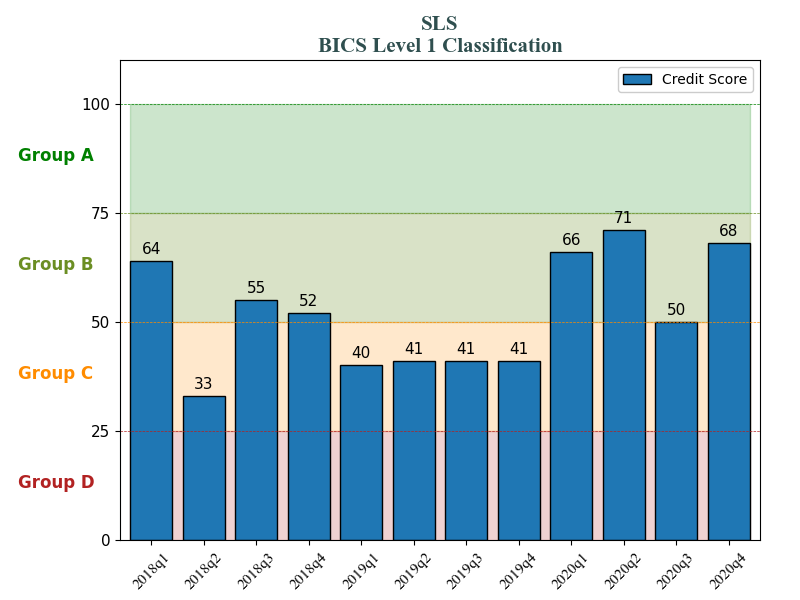 SLS
BICS Level 1 Classification
Credit Score
100
Group A
75
Group B
50
Group C
25
Group D
0
64
33
55
52
40
41
41
41
66
71
50
68
2018q1
2018q2
2018q3
2018q4
2019q1
2019q2
2019q3
2019q4
2020q1
2020q2
2020q3
2020q4